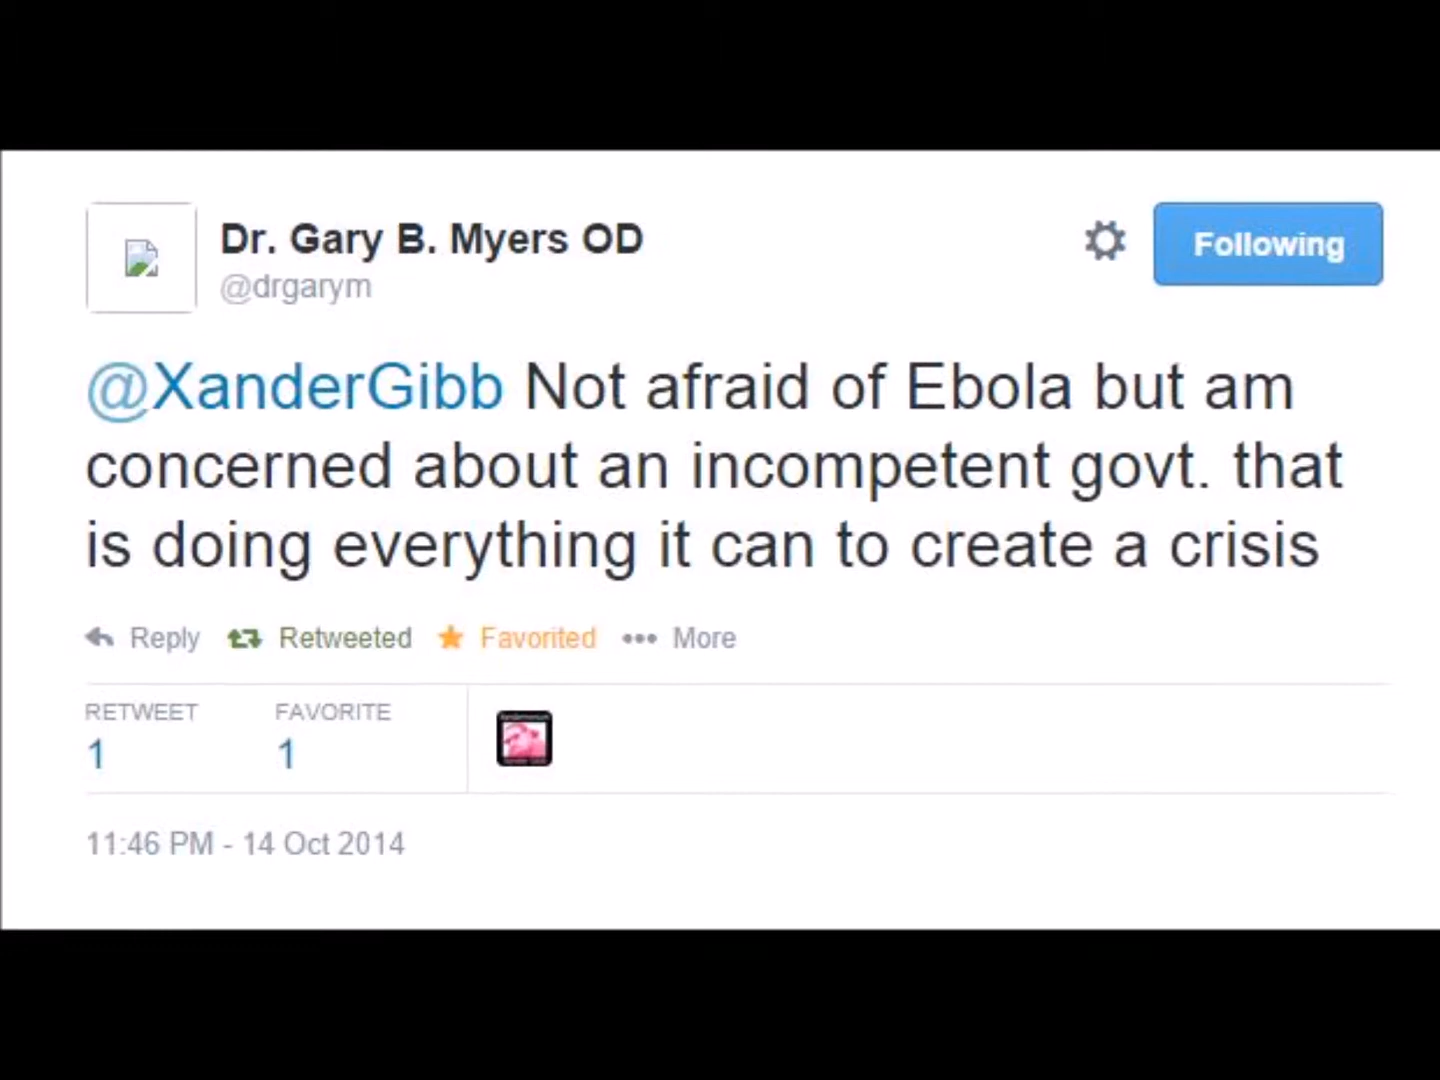 Dr. Gary B. Myers OD
Following
@drgarym
@XanderGibb Not afraid of Ebola but am
concerned about an incompetent govt. that
is doing everything it can to create a crisis
Reply Retweeted Favorited More
RETWEET FAVORITE
1 1
11:46 PM - 14 Oct 2014